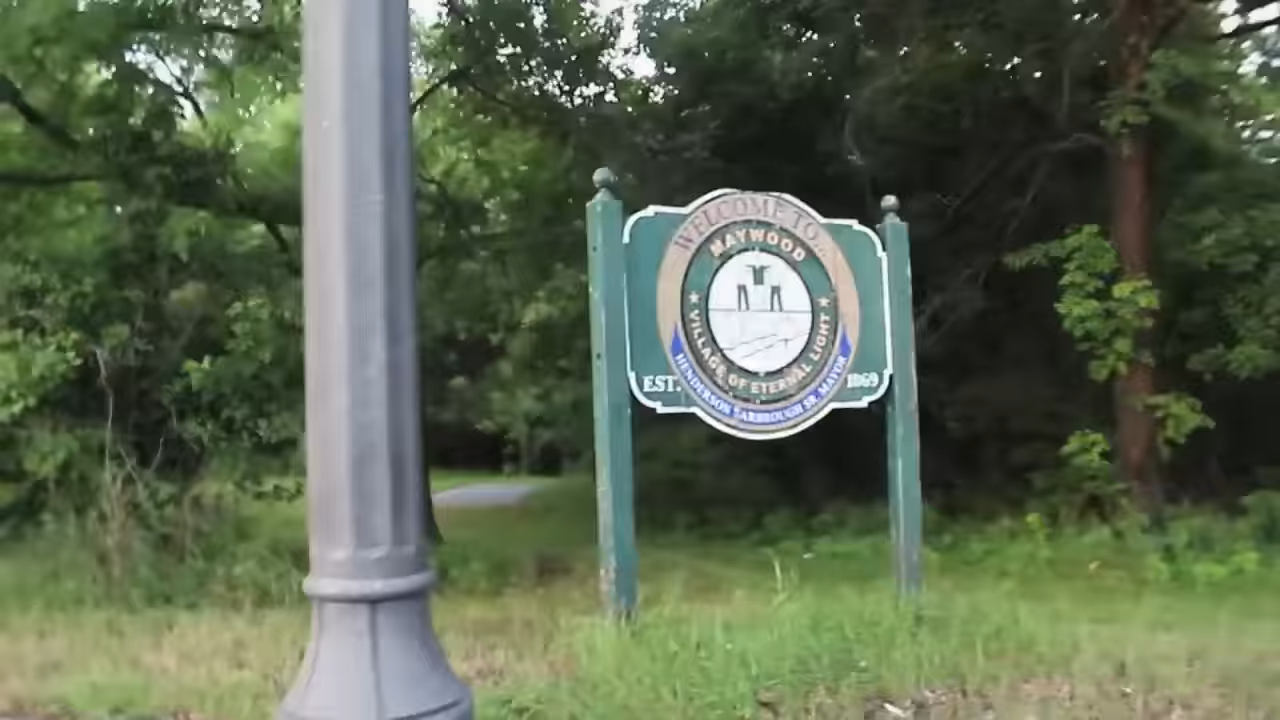 WELCOME TO...
MAYWOOD
★ VILLAGE OF ETERNAL LIGHT ★
EST. 1869
HENDERSON YARBROUGH SR. MAYOR